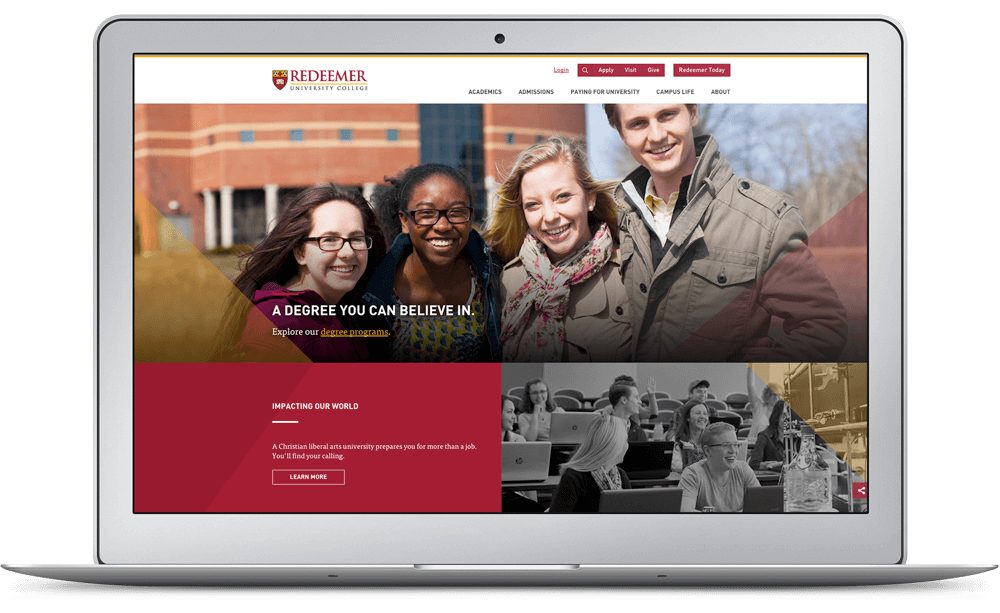 REDEEMER
UNIVERSITY COLLEGE
Login
Apply Visit Give
Redeemer Today
ACADEMICS ADMISSIONS PAYING FOR UNIVERSITY CAMPUS LIFE ABOUT
A DEGREE YOU CAN BELIEVE IN.
Explore our degree programs.
IMPACTING OUR WORLD
A Christian liberal arts university prepares you for more than a job.
You'll find your calling.
LEARN MORE